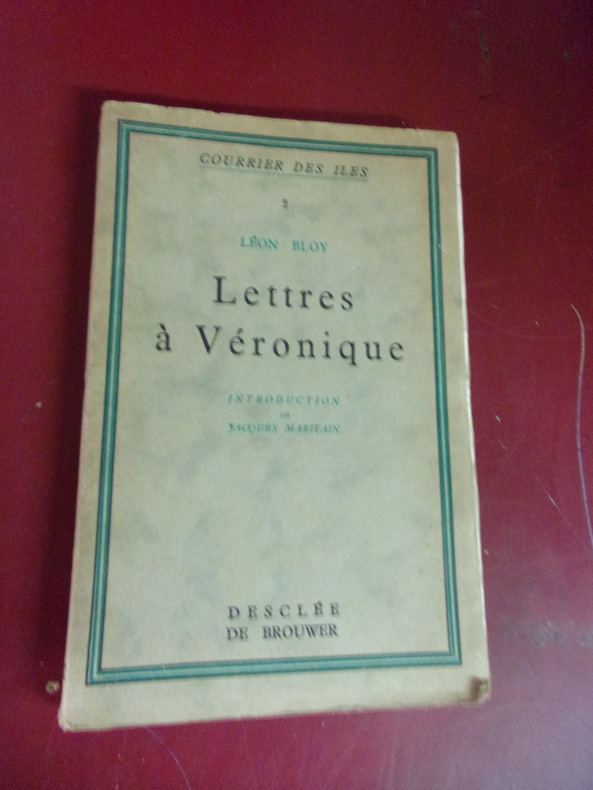 COURRIER DES ILES
2
LÉON BLOY
Lettres
à Véronique
INTRODUCTION
DE
JACQUES MARITAIN
DESCLÉE
DE BROUWER